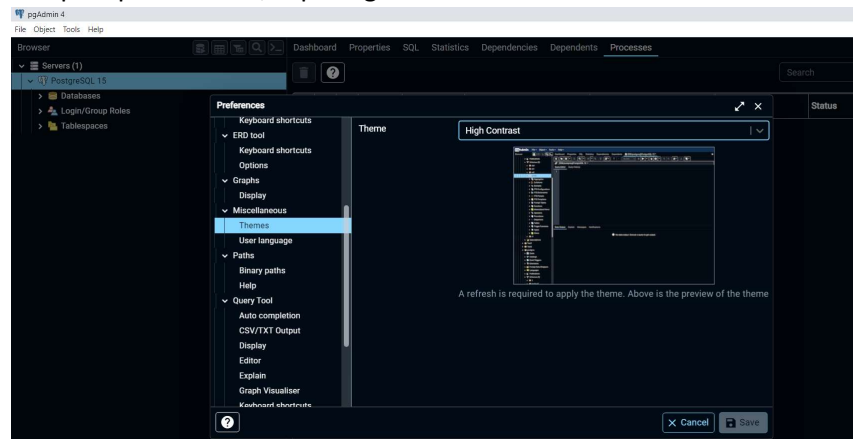 pgAdmin 4
File Object Tools Help
Browser
Dashboard Properties SQL Statistics Dependencies Dependents Processes
Servers (1)
PostgreSQL 15
Databases
Login/Group Roles
Tablespaces
Search
Status
Preferences
Keyboard shortcuts
ERD tool
Keyboard shortcuts
Options
Graphs
Display
Miscellaneous
Themes
User language
Paths
Binary paths
Help
Query Tool
Auto completion
CSV/TXT Output
Display
Editor
Explain
Graph Visualiser
Keyboard shortcuts
Theme
High Contrast
A refresh is required to apply the theme. Above is the preview of the theme
Cancel
Save